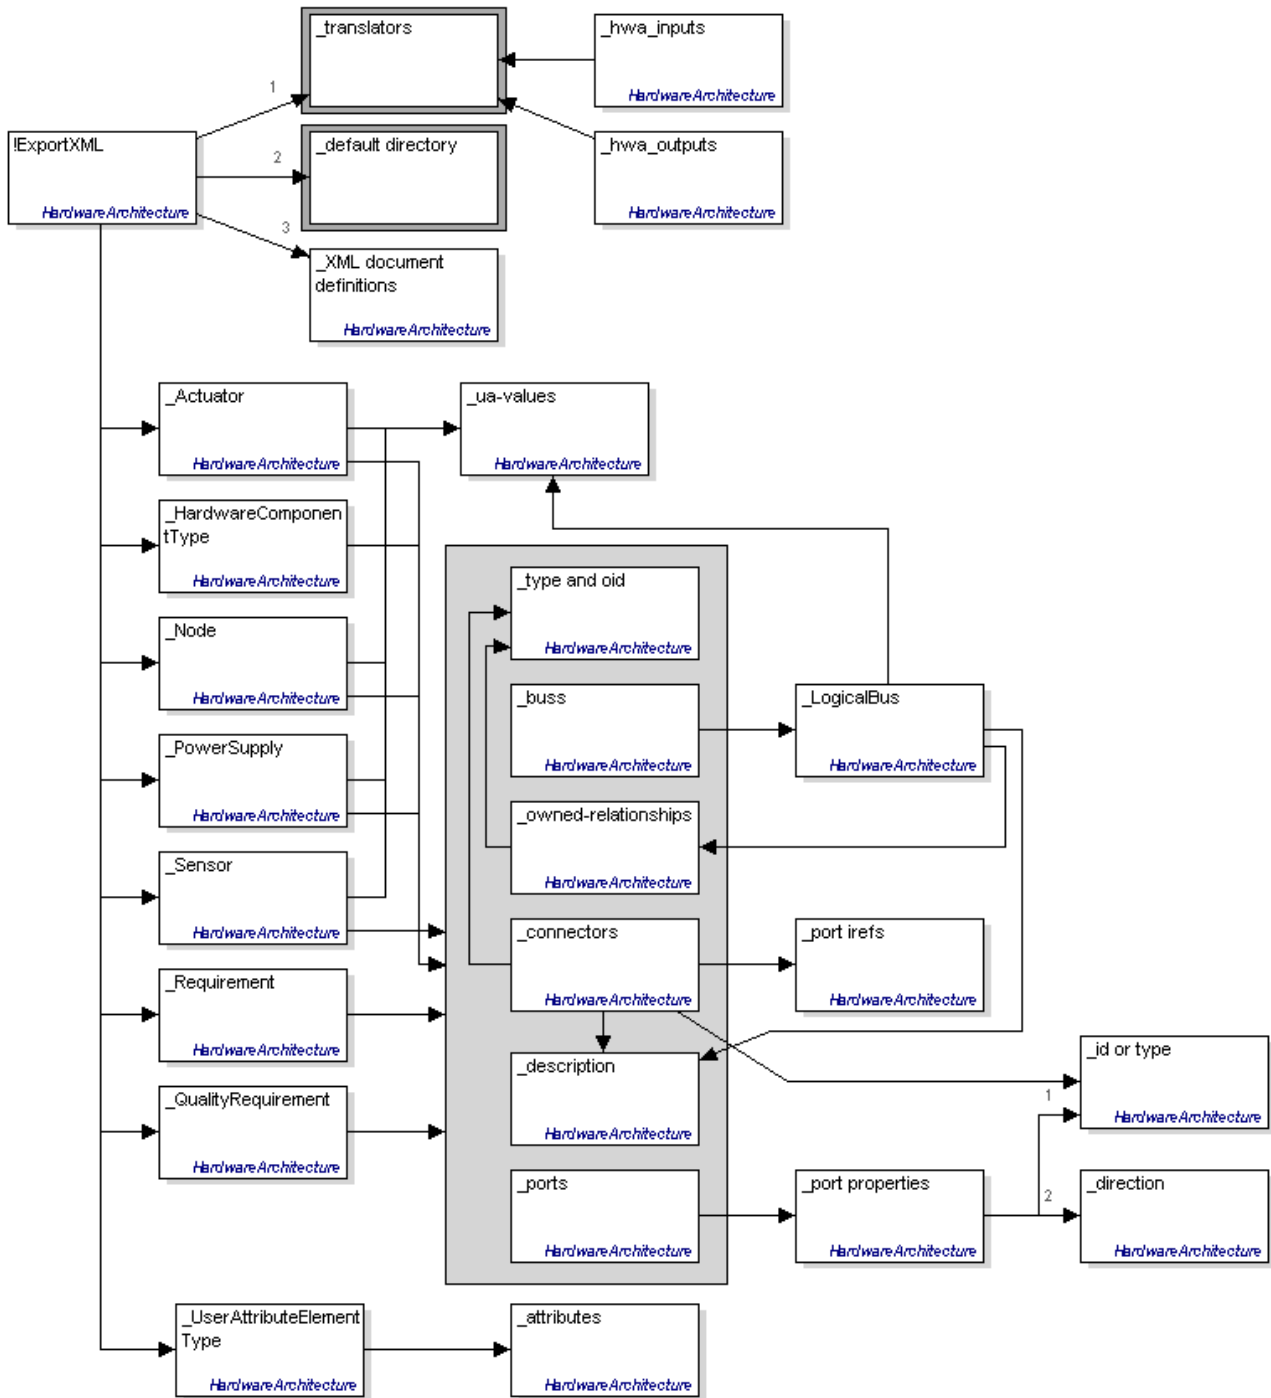 _translators
_hwa_inputs
HardwareArchitecture
1
!ExportXML
HardwareArchitecture
2
_default directory
_hwa_outputs
HardwareArchitecture
3
_XML document
definitions
HardwareArchitecture
_Actuator
HardwareArchitecture
_ua-values
HardwareArchitecture
_HardwareComponen
tType
HardwareArchitecture
_type and oid
HardwareArchitecture
_Node
HardwareArchitecture
_buss
HardwareArchitecture
_LogicalBus
HardwareArchitecture
_PowerSupply
HardwareArchitecture
_owned-relationships
HardwareArchitecture
_Sensor
HardwareArchitecture
_connectors
HardwareArchitecture
_port irefs
HardwareArchitecture
_Requirement
HardwareArchitecture
_description
HardwareArchitecture
_id or type
HardwareArchitecture
1
_QualityRequirement
HardwareArchitecture
_ports
HardwareArchitecture
_port properties
HardwareArchitecture
2
_direction
HardwareArchitecture
_UserAttributeElement
Type
HardwareArchitecture
_attributes
HardwareArchitecture